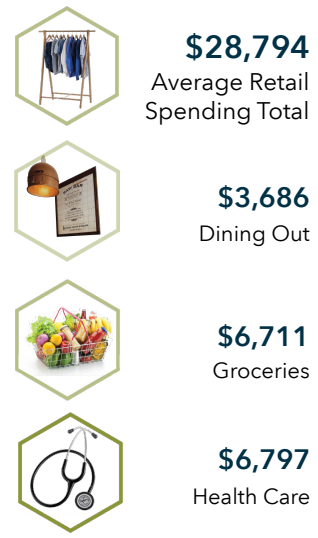 $28,794
Average Retail
Spending Total
$3,686
Dining Out
$6,711
Groceries
$6,797
Health Care